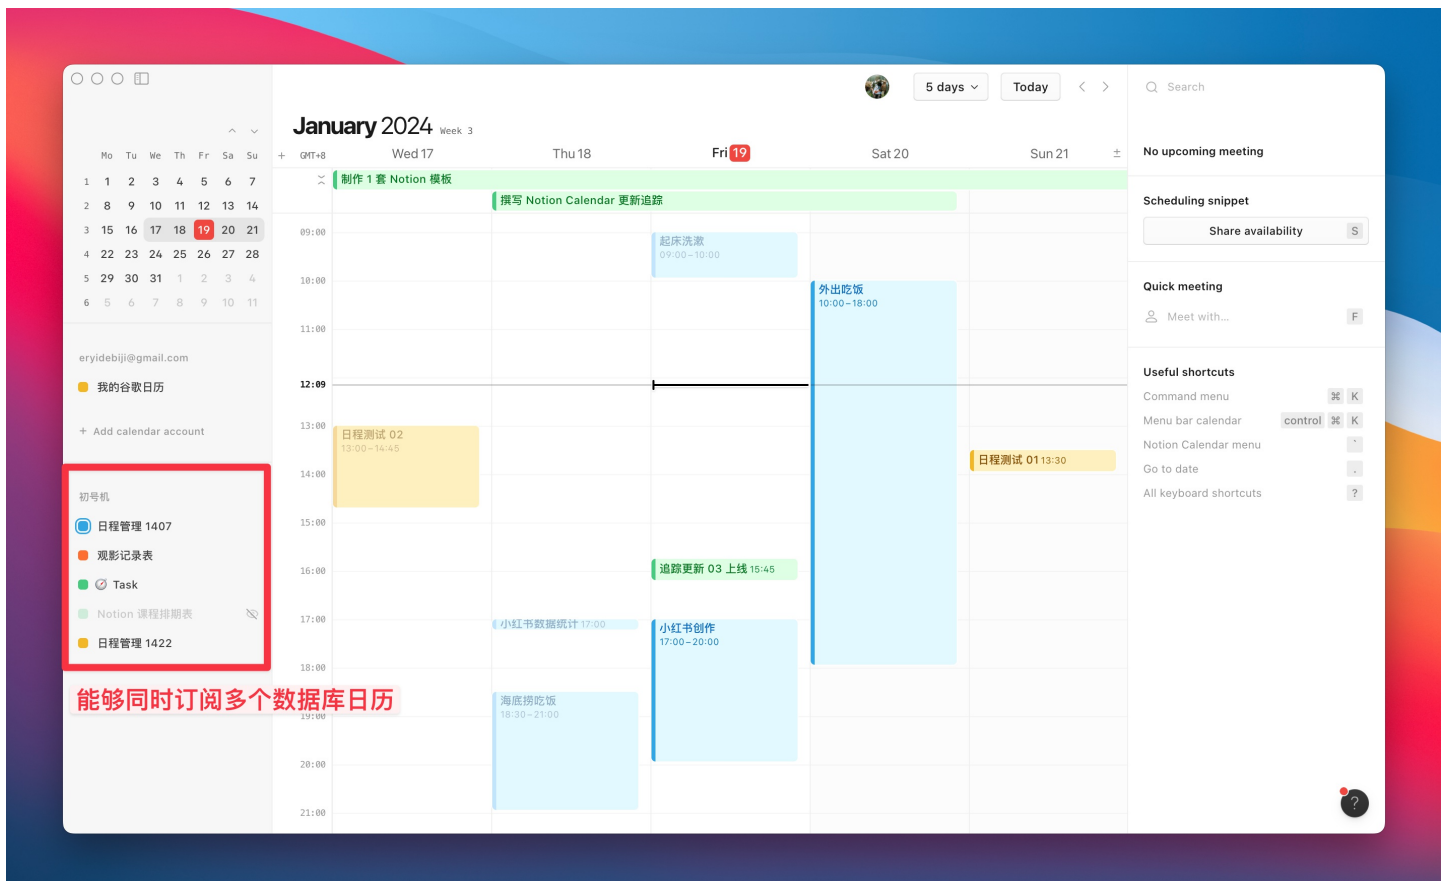 5 days
Today
Search
January 2024 Week 3
Mo Tu We Th Fr Sa Su
1 1 2 3 4 5 6 7
2 8 9 10 11 12 13 14
3 15 16 17 18 19 20 21
4 22 23 24 25 26 27 28
5 29 30 31 1 2 3 4
6 5 6 7 8 9 10 11
eryidebiji@gmail.com
我的谷歌日历
+ Add calendar account
初号机
日程管理 1407
观影记录表
Task
Notion 课程排期表
日程管理 1422
能够同时订阅多个数据库日历
+ GMT+8 Wed 17 Thu 18 Fri 19 Sat 20 Sun 21 ±
制作 1 套 Notion 模板
撰写 Notion Calendar 更新追踪
09:00
起床洗漱
09:00–10:00
10:00
外出吃饭
10:00–18:00
11:00
12:09
13:00
日程测试 02
13:00–14:45
日程测试 01 13:30
14:00
15:00
16:00
追踪更新 03 上线 15:45
17:00
小红书数据统计 17:00
小红书创作
17:00–20:00
18:00
海底捞吃饭
18:30–21:00
19:00
20:00
21:00
No upcoming meeting
Scheduling snippet
Share availability S
Quick meeting
Meet with... F
Useful shortcuts
Command menu ⌘ K
Menu bar calendar control ⌘ K
Notion Calendar menu `
Go to date .
All keyboard shortcuts ?
?